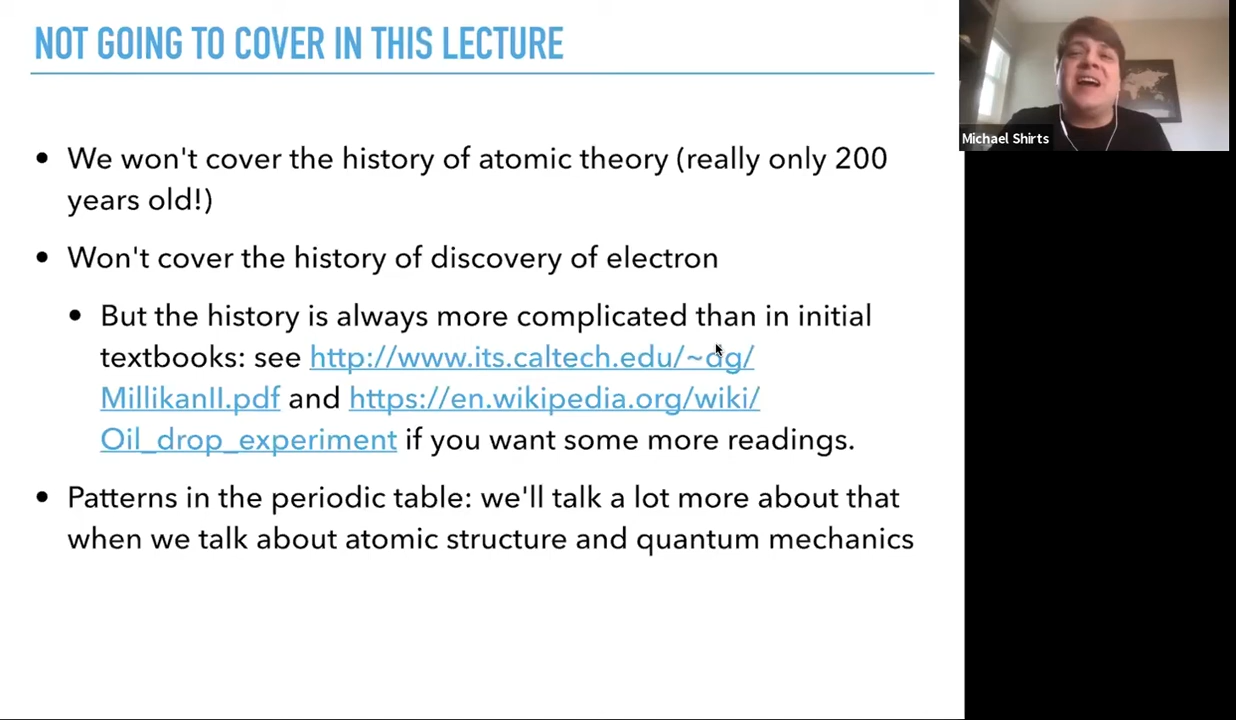 NOT GOING TO COVER IN THIS LECTURE
Michael Shirts
• We won't cover the history of atomic theory (really only 200
years old!)
• Won't cover the history of discovery of electron
• But the history is always more complicated than in initial
textbooks: see http://www.its.caltech.edu/~dg/
MillikanII.pdf and https://en.wikipedia.org/wiki/
Oil_drop_experiment if you want some more readings.
• Patterns in the periodic table: we'll talk a lot more about that
when we talk about atomic structure and quantum mechanics